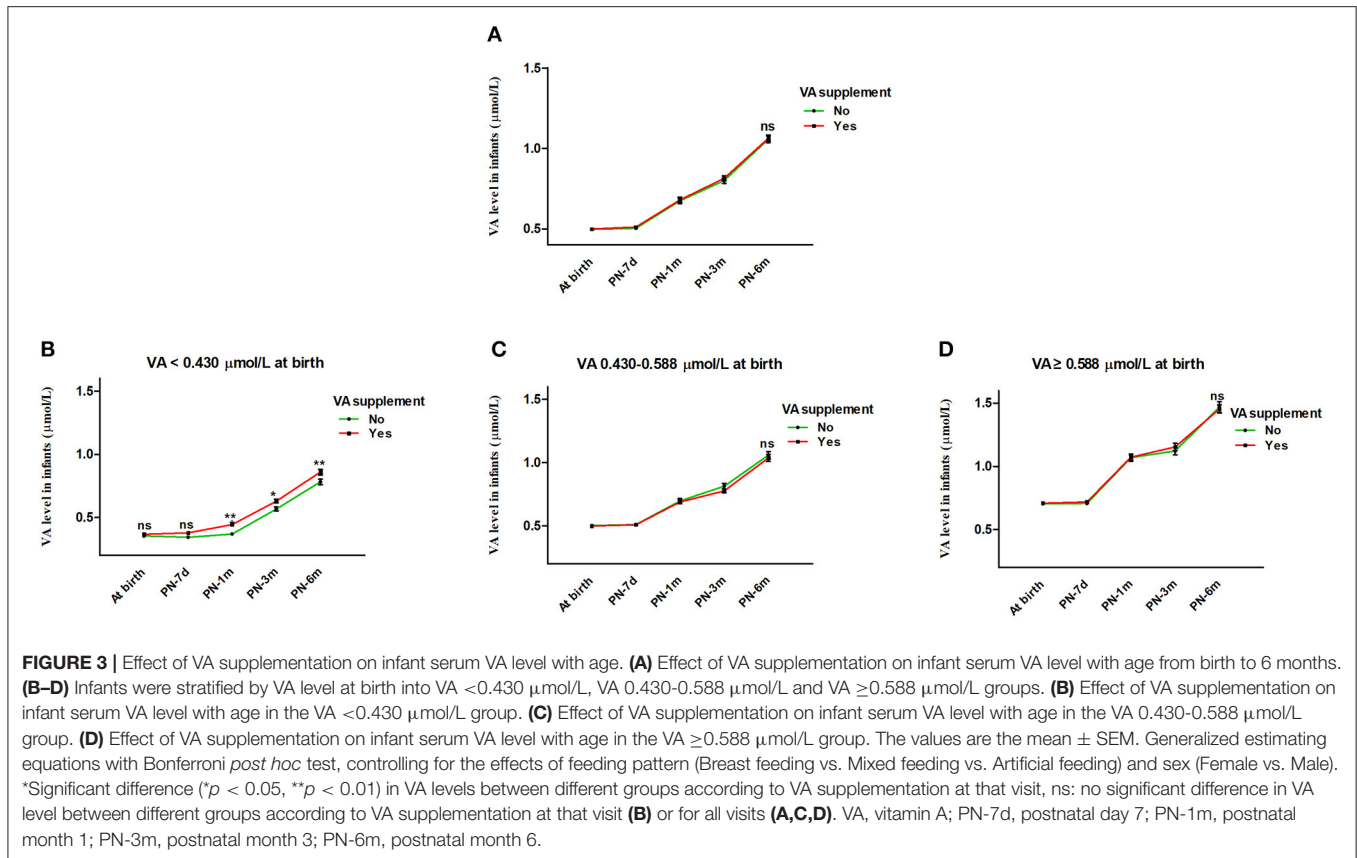 A
VA level in infants (μmol/L)
1.5
1.0
0.5
At birth
PN-7d
PN-1m
PN-3m
PN-6m
ns
VA supplement
No
Yes
B
VA < 0.430 μmol/L at birth
VA level in infants (μmol/L)
1.5
1.0
0.5
At birth
PN-7d
PN-1m
PN-3m
PN-6m
ns
ns
**
*
**
VA supplement
No
Yes
C
VA 0.430-0.588 μmol/L at birth
VA level in infants (μmol/L)
1.5
1.0
0.5
At birth
PN-7d
PN-1m
PN-3m
PN-6m
ns
VA supplement
No
Yes
D
VA ≥ 0.588 μmol/L at birth
VA level in infants (μmol/L)
1.5
1.0
0.5
At birth
PN-7d
PN-1m
PN-3m
PN-6m
ns
VA supplement
No
Yes
FIGURE 3 | Effect of VA supplementation on infant serum VA level with age. (A) Effect of VA supplementation on infant serum VA level with age from birth to 6 months.
(B–D) Infants were stratified by VA level at birth into VA <0.430 μmol/L, VA 0.430-0.588 μmol/L and VA ≥0.588 μmol/L groups. (B) Effect of VA supplementation on
infant serum VA level with age in the VA <0.430 μmol/L group. (C) Effect of VA supplementation on infant serum VA level with age in the VA 0.430-0.588 μmol/L
group. (D) Effect of VA supplementation on infant serum VA level with age in the VA ≥0.588 μmol/L group. The values are the mean ± SEM. Generalized estimating
equations with Bonferroni post hoc test, controlling for the effects of feeding pattern (Breast feeding vs. Mixed feeding vs. Artificial feeding) and sex (Female vs. Male).
*Significant difference (*p < 0.05, **p < 0.01) in VA levels between different groups according to VA supplementation at that visit, ns: no significant difference in VA
level between different groups according to VA supplementation at that visit (B) or for all visits (A,C,D). VA, vitamin A; PN-7d, postnatal day 7; PN-1m, postnatal
month 1; PN-3m, postnatal month 3; PN-6m, postnatal month 6.